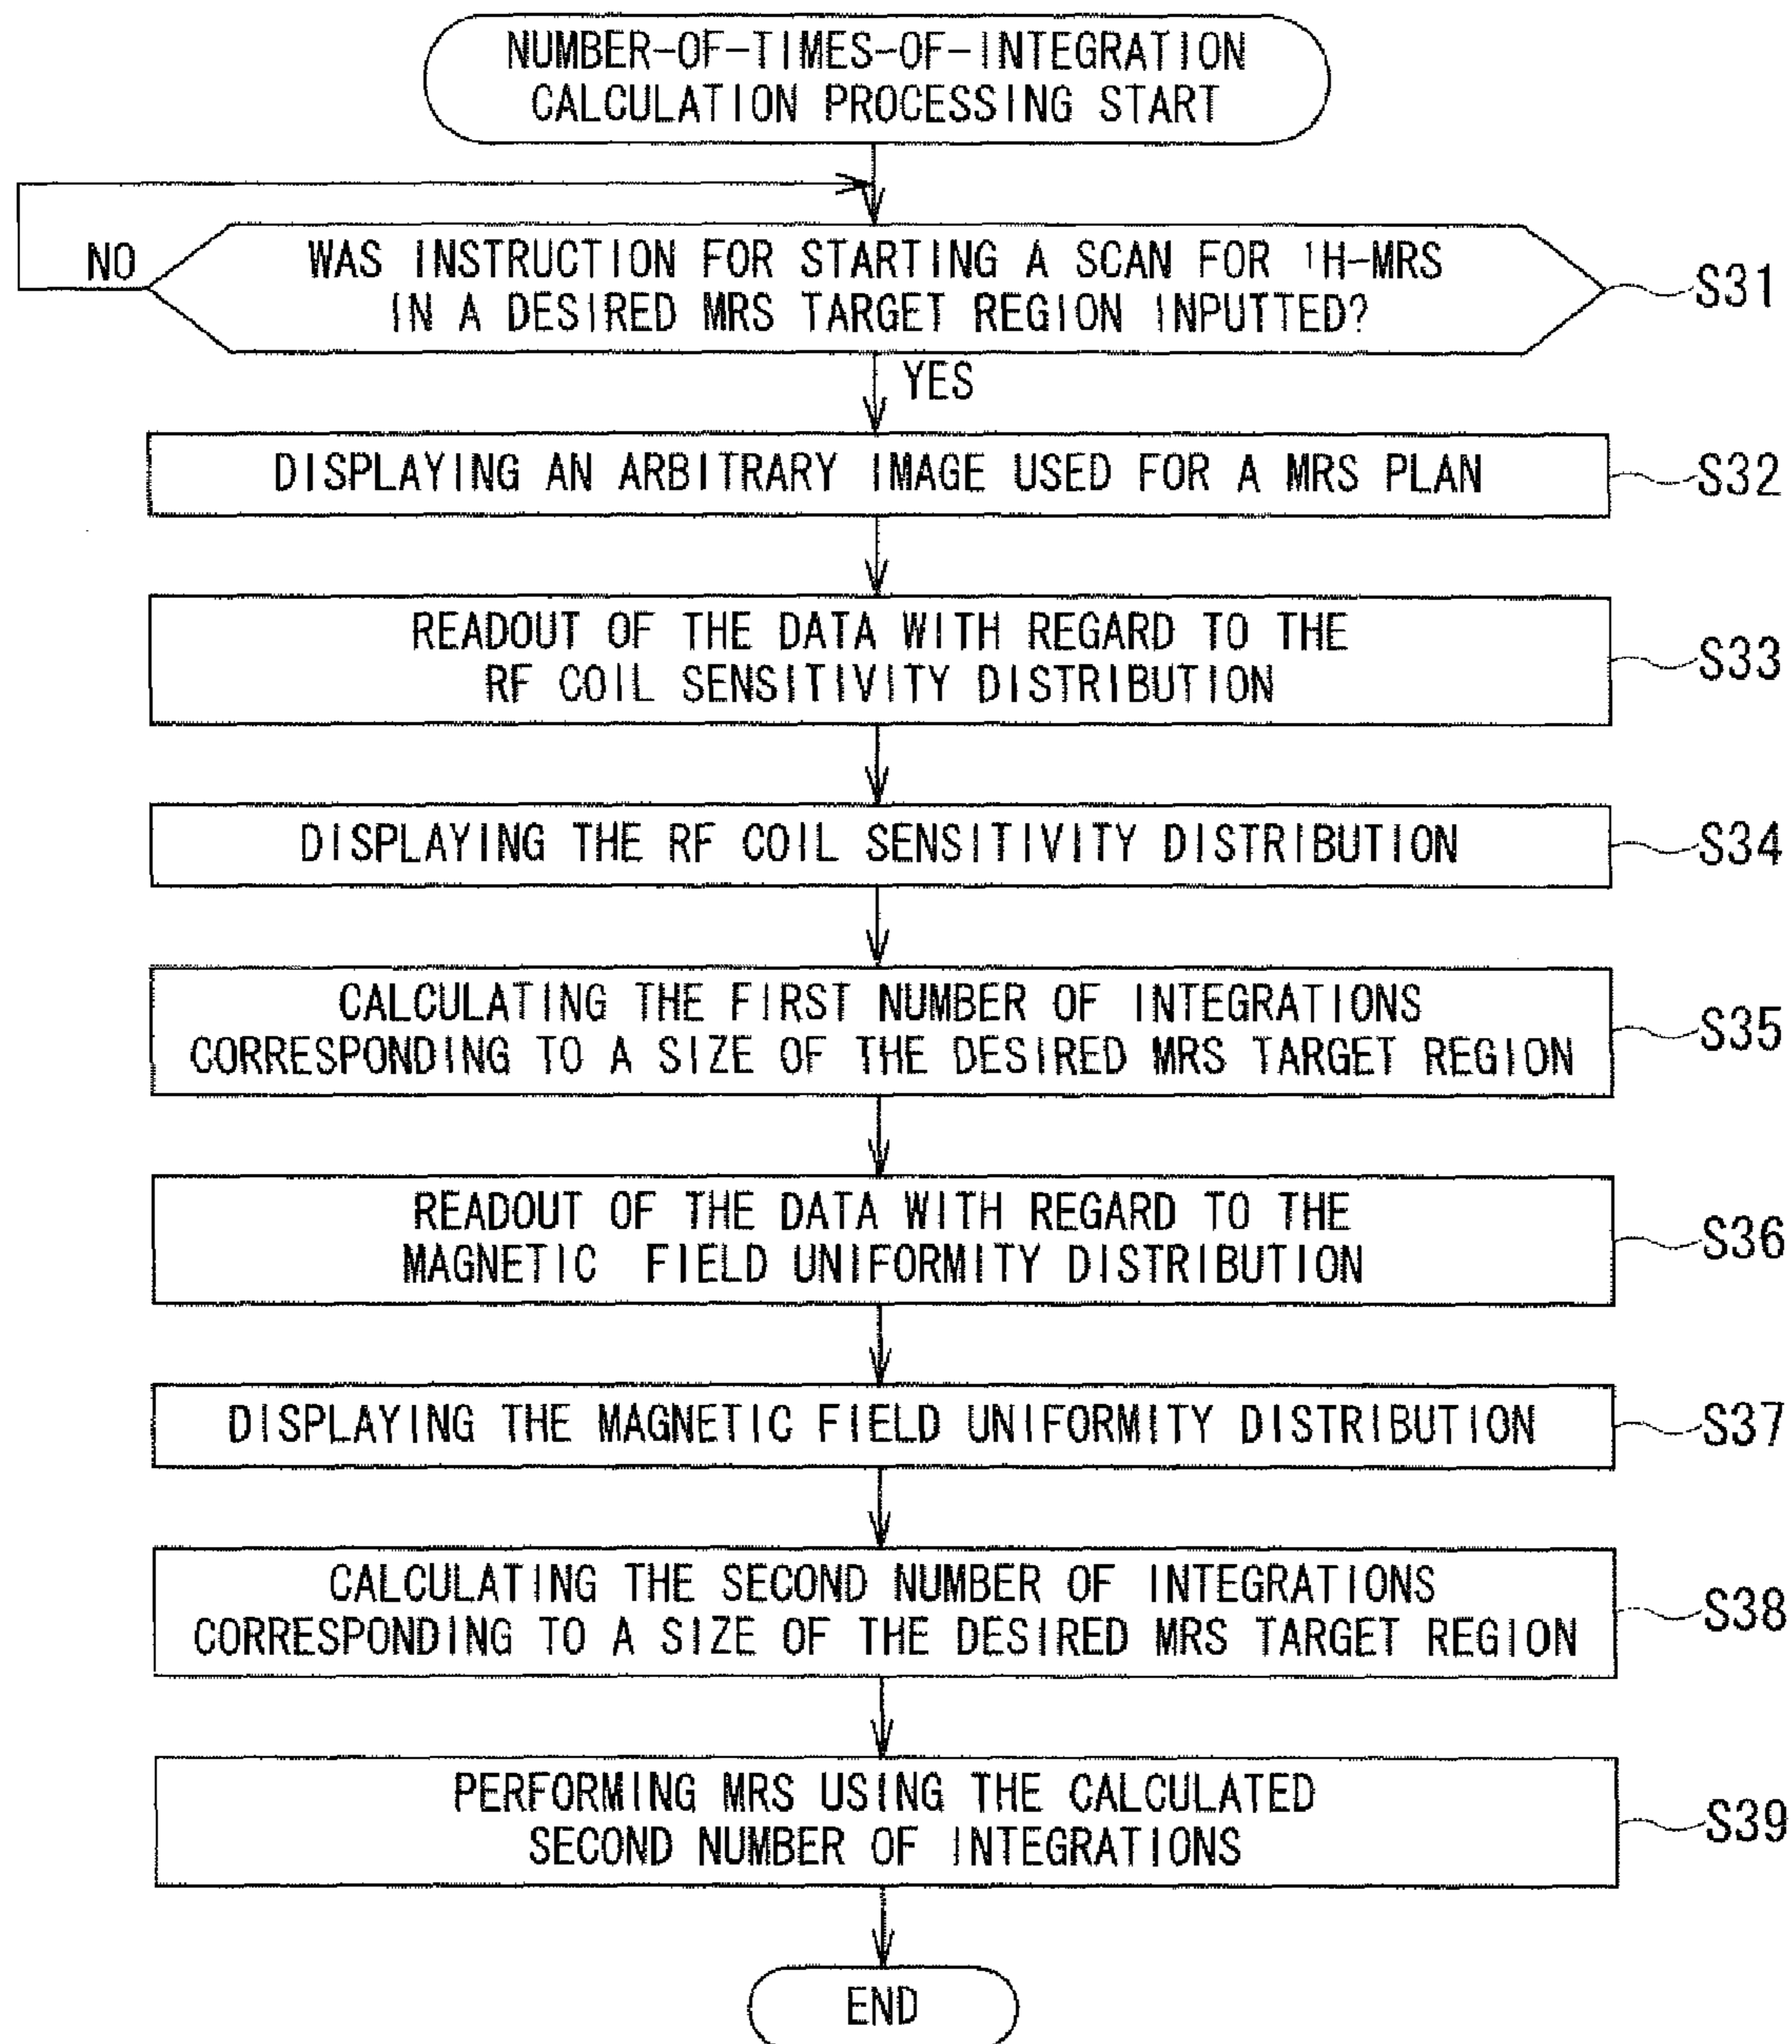 NUMBER-OF-TIMES-OF-INTEGRATION
CALCULATION PROCESSING START
NO
WAS INSTRUCTION FOR STARTING A SCAN FOR ¹H-MRS
IN A DESIRED MRS TARGET REGION INPUTTED?
S31
YES
DISPLAYING AN ARBITRARY IMAGE USED FOR A MRS PLAN
S32
READOUT OF THE DATA WITH REGARD TO THE
RF COIL SENSITIVITY DISTRIBUTION
S33
DISPLAYING THE RF COIL SENSITIVITY DISTRIBUTION
S34
CALCULATING THE FIRST NUMBER OF INTEGRATIONS
CORRESPONDING TO A SIZE OF THE DESIRED MRS TARGET REGION
S35
READOUT OF THE DATA WITH REGARD TO THE
MAGNETIC FIELD UNIFORMITY DISTRIBUTION
S36
DISPLAYING THE MAGNETIC FIELD UNIFORMITY DISTRIBUTION
S37
CALCULATING THE SECOND NUMBER OF INTEGRATIONS
CORRESPONDING TO A SIZE OF THE DESIRED MRS TARGET REGION
S38
PERFORMING MRS USING THE CALCULATED
SECOND NUMBER OF INTEGRATIONS
S39
END